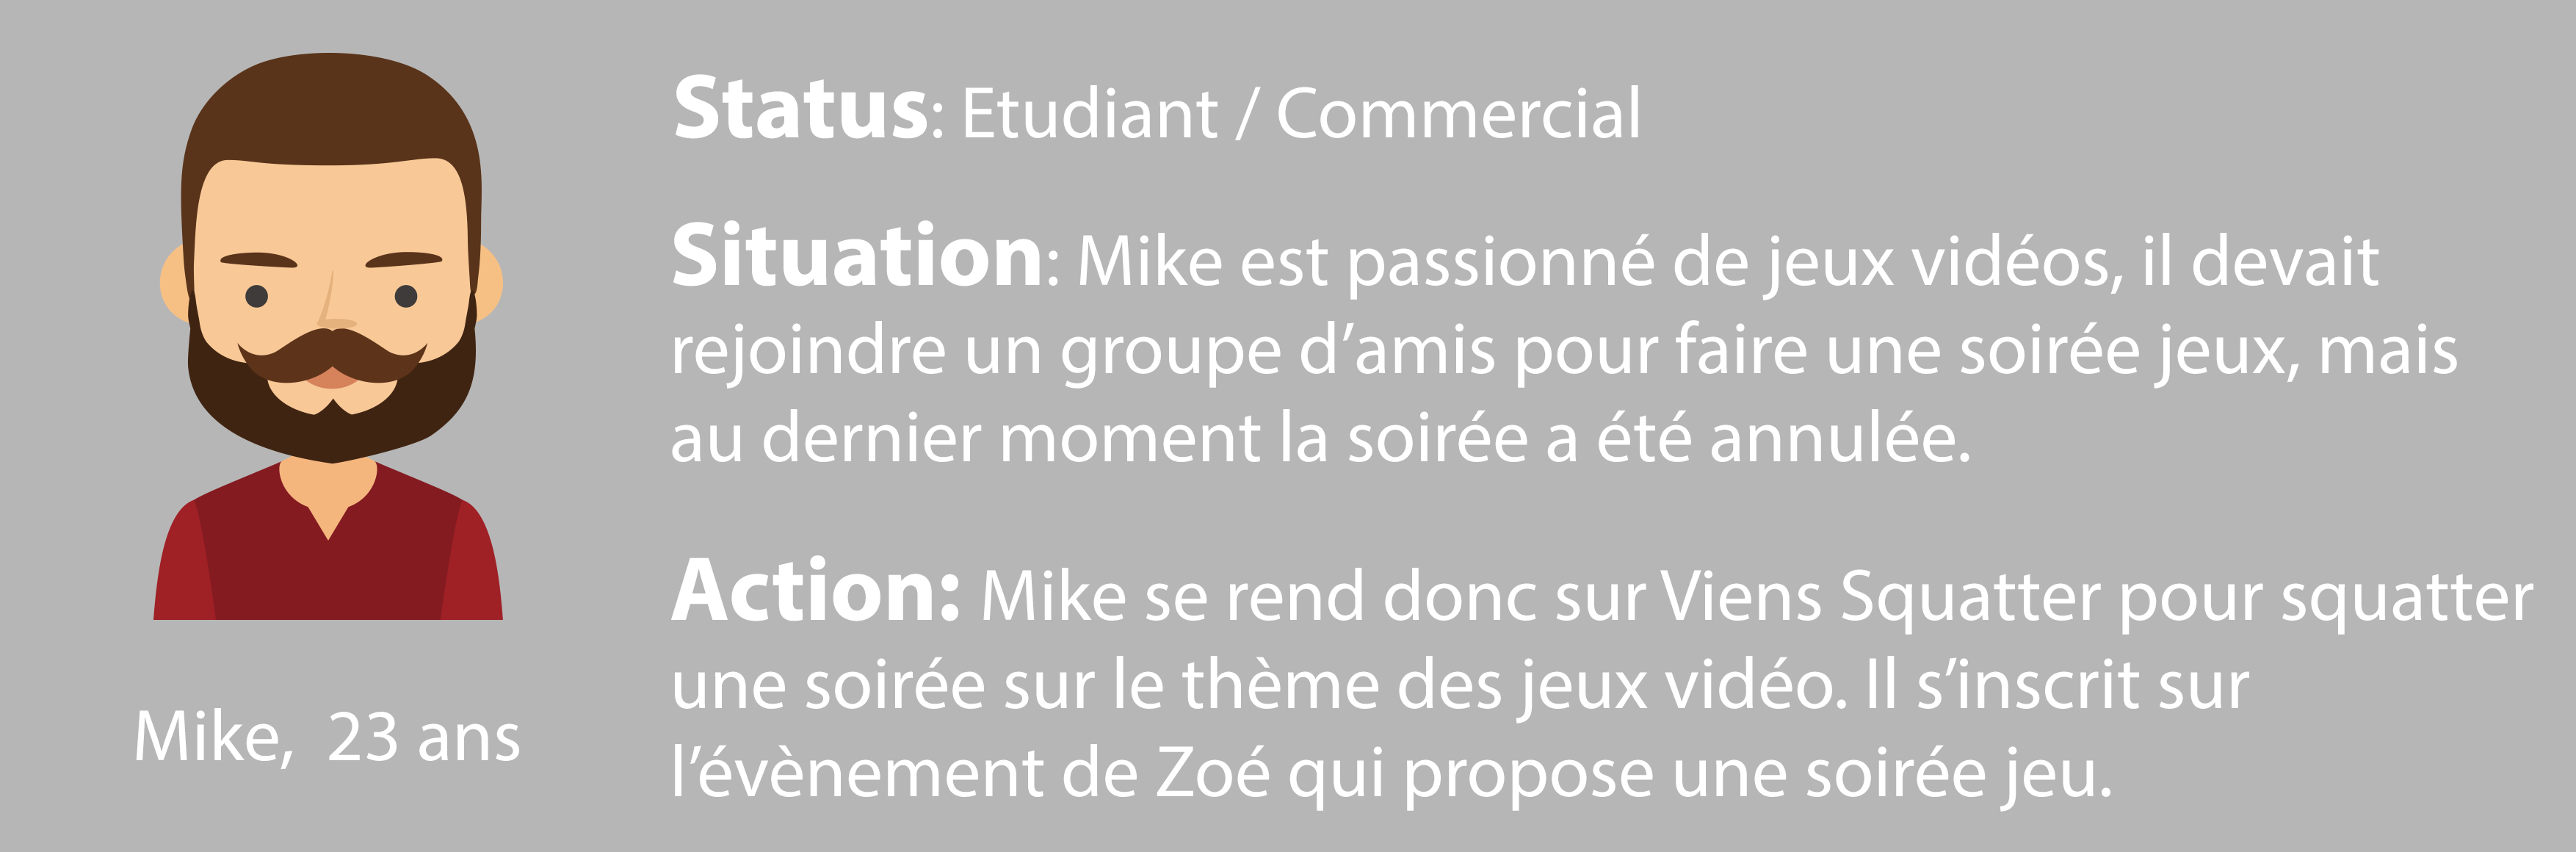 Status: Etudiant / Commercial
Situation: Mike est passionné de jeux vidéos, il devait
rejoindre un groupe d’amis pour faire une soirée jeux, mais
au dernier moment la soirée a été annulée.
Action: Mike se rend donc sur Viens Squatter pour squatter
une soirée sur le thème des jeux vidéo. Il s’inscrit sur
l’évènement de Zoé qui propose une soirée jeu.
Mike, 23 ans